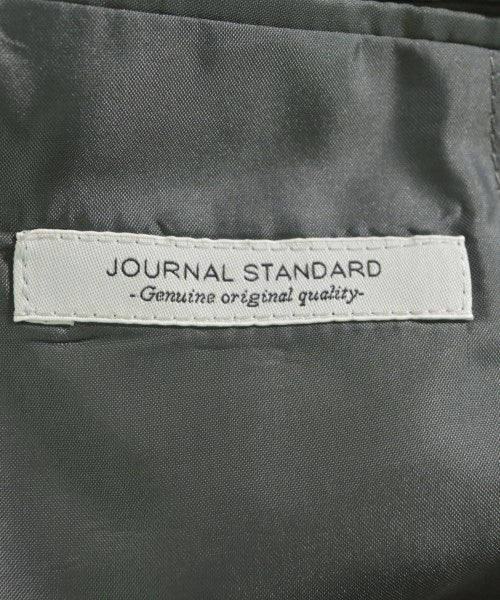 JOURNAL STANDARD
-Genuine original quality-